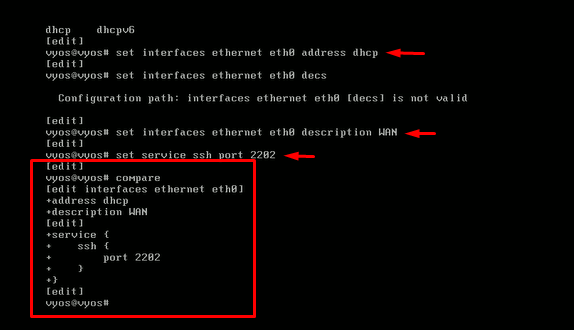 dhcp    dhcpv6
[edit]
vyos@vyos# set interfaces ethernet eth0 address dhcp
[edit]
vyos@vyos# set interfaces ethernet eth0 decs
  Configuration path: interfaces ethernet eth0 [decs] is not valid
[edit]
vyos@vyos# set interfaces ethernet eth0 description WAN
[edit]
vyos@vyos# set service ssh port 2202
[edit]
vyos@vyos# compare
[edit interfaces ethernet eth0]
+address dhcp
+description WAN
[edit]
+service {
+    ssh {
+        port 2202
+    }
+}
[edit]
vyos@vyos#